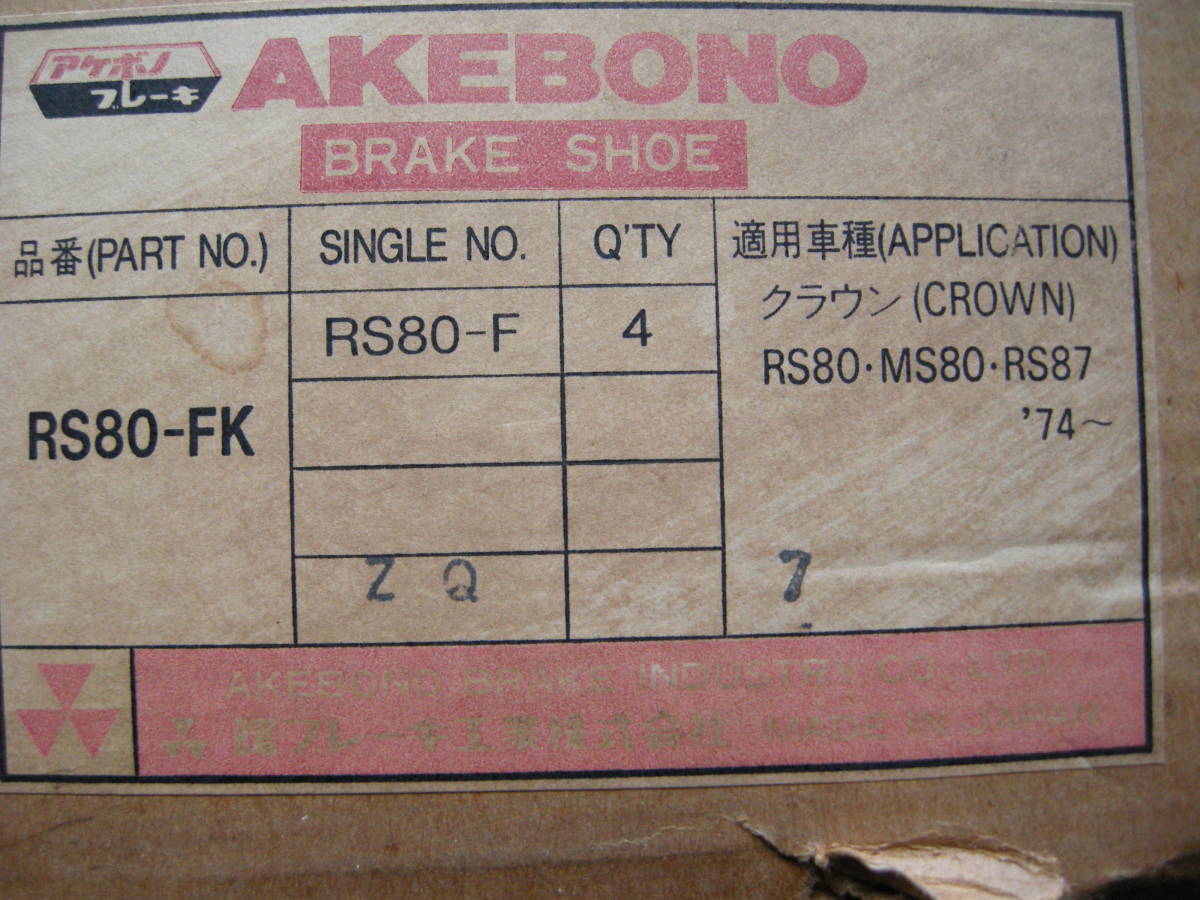 アケボノ
ブレーキ
AKEBONO
BRAKE SHOE
品番(PART NO.)
SINGLE NO.
Q'TY
適用車種(APPLICATION)
クラウン(CROWN)
RS80-F
4
RS80・MS80・RS87
'74~
RS80-FK
Z Q
7
AKEBONO BRAKE INDUSTRY CO.,LTD.
曙ブレーキ工業株式会社 MADE IN JAPAN